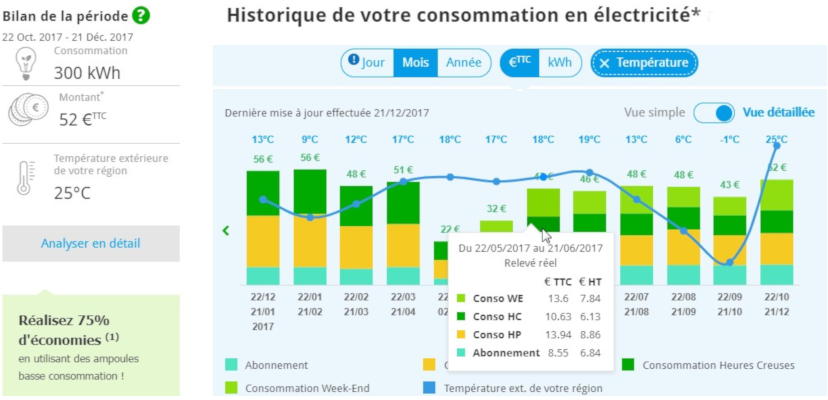 Bilan de la période ?
22 Oct. 2017 - 21 Déc. 2017
Consommation
300 kWh
Montant*
52 €TTC
Température extérieure
de votre région
25°C
Analyser en détail
Réalisez 75%
d'économies (1)
en utilisant des ampoules
basse consommation !
Historique de votre consommation en électricité*
Jour Mois Année €TTC kWh × Température
Dernière mise à jour effectuée 21/12/2017
Vue simple Vue détaillée
13°C 9°C 12°C 17°C 18°C 17°C 18°C 19°C 13°C 6°C -1°C 25°C
56 € 56 € 48 € 51 € 22 € 32 € 46 € 48 € 48 € 43 € 52 €
Du 22/05/2017 au 21/06/2017
Relevé réel
€ TTC € HT
Conso WE 13.6 7.84
Conso HC 10.63 6.13
Conso HP 13.94 8.86
Abonnement 8.55 6.84
22/12 22/01 22/02 22/03 22/07 22/08 22/09 22/10
21/01 21/02 21/03 21/04 21/08 21/09 21/10 21/12
2017
Abonnement Consommation Heures Creuses
Consommation Week-End Température ext. de votre région